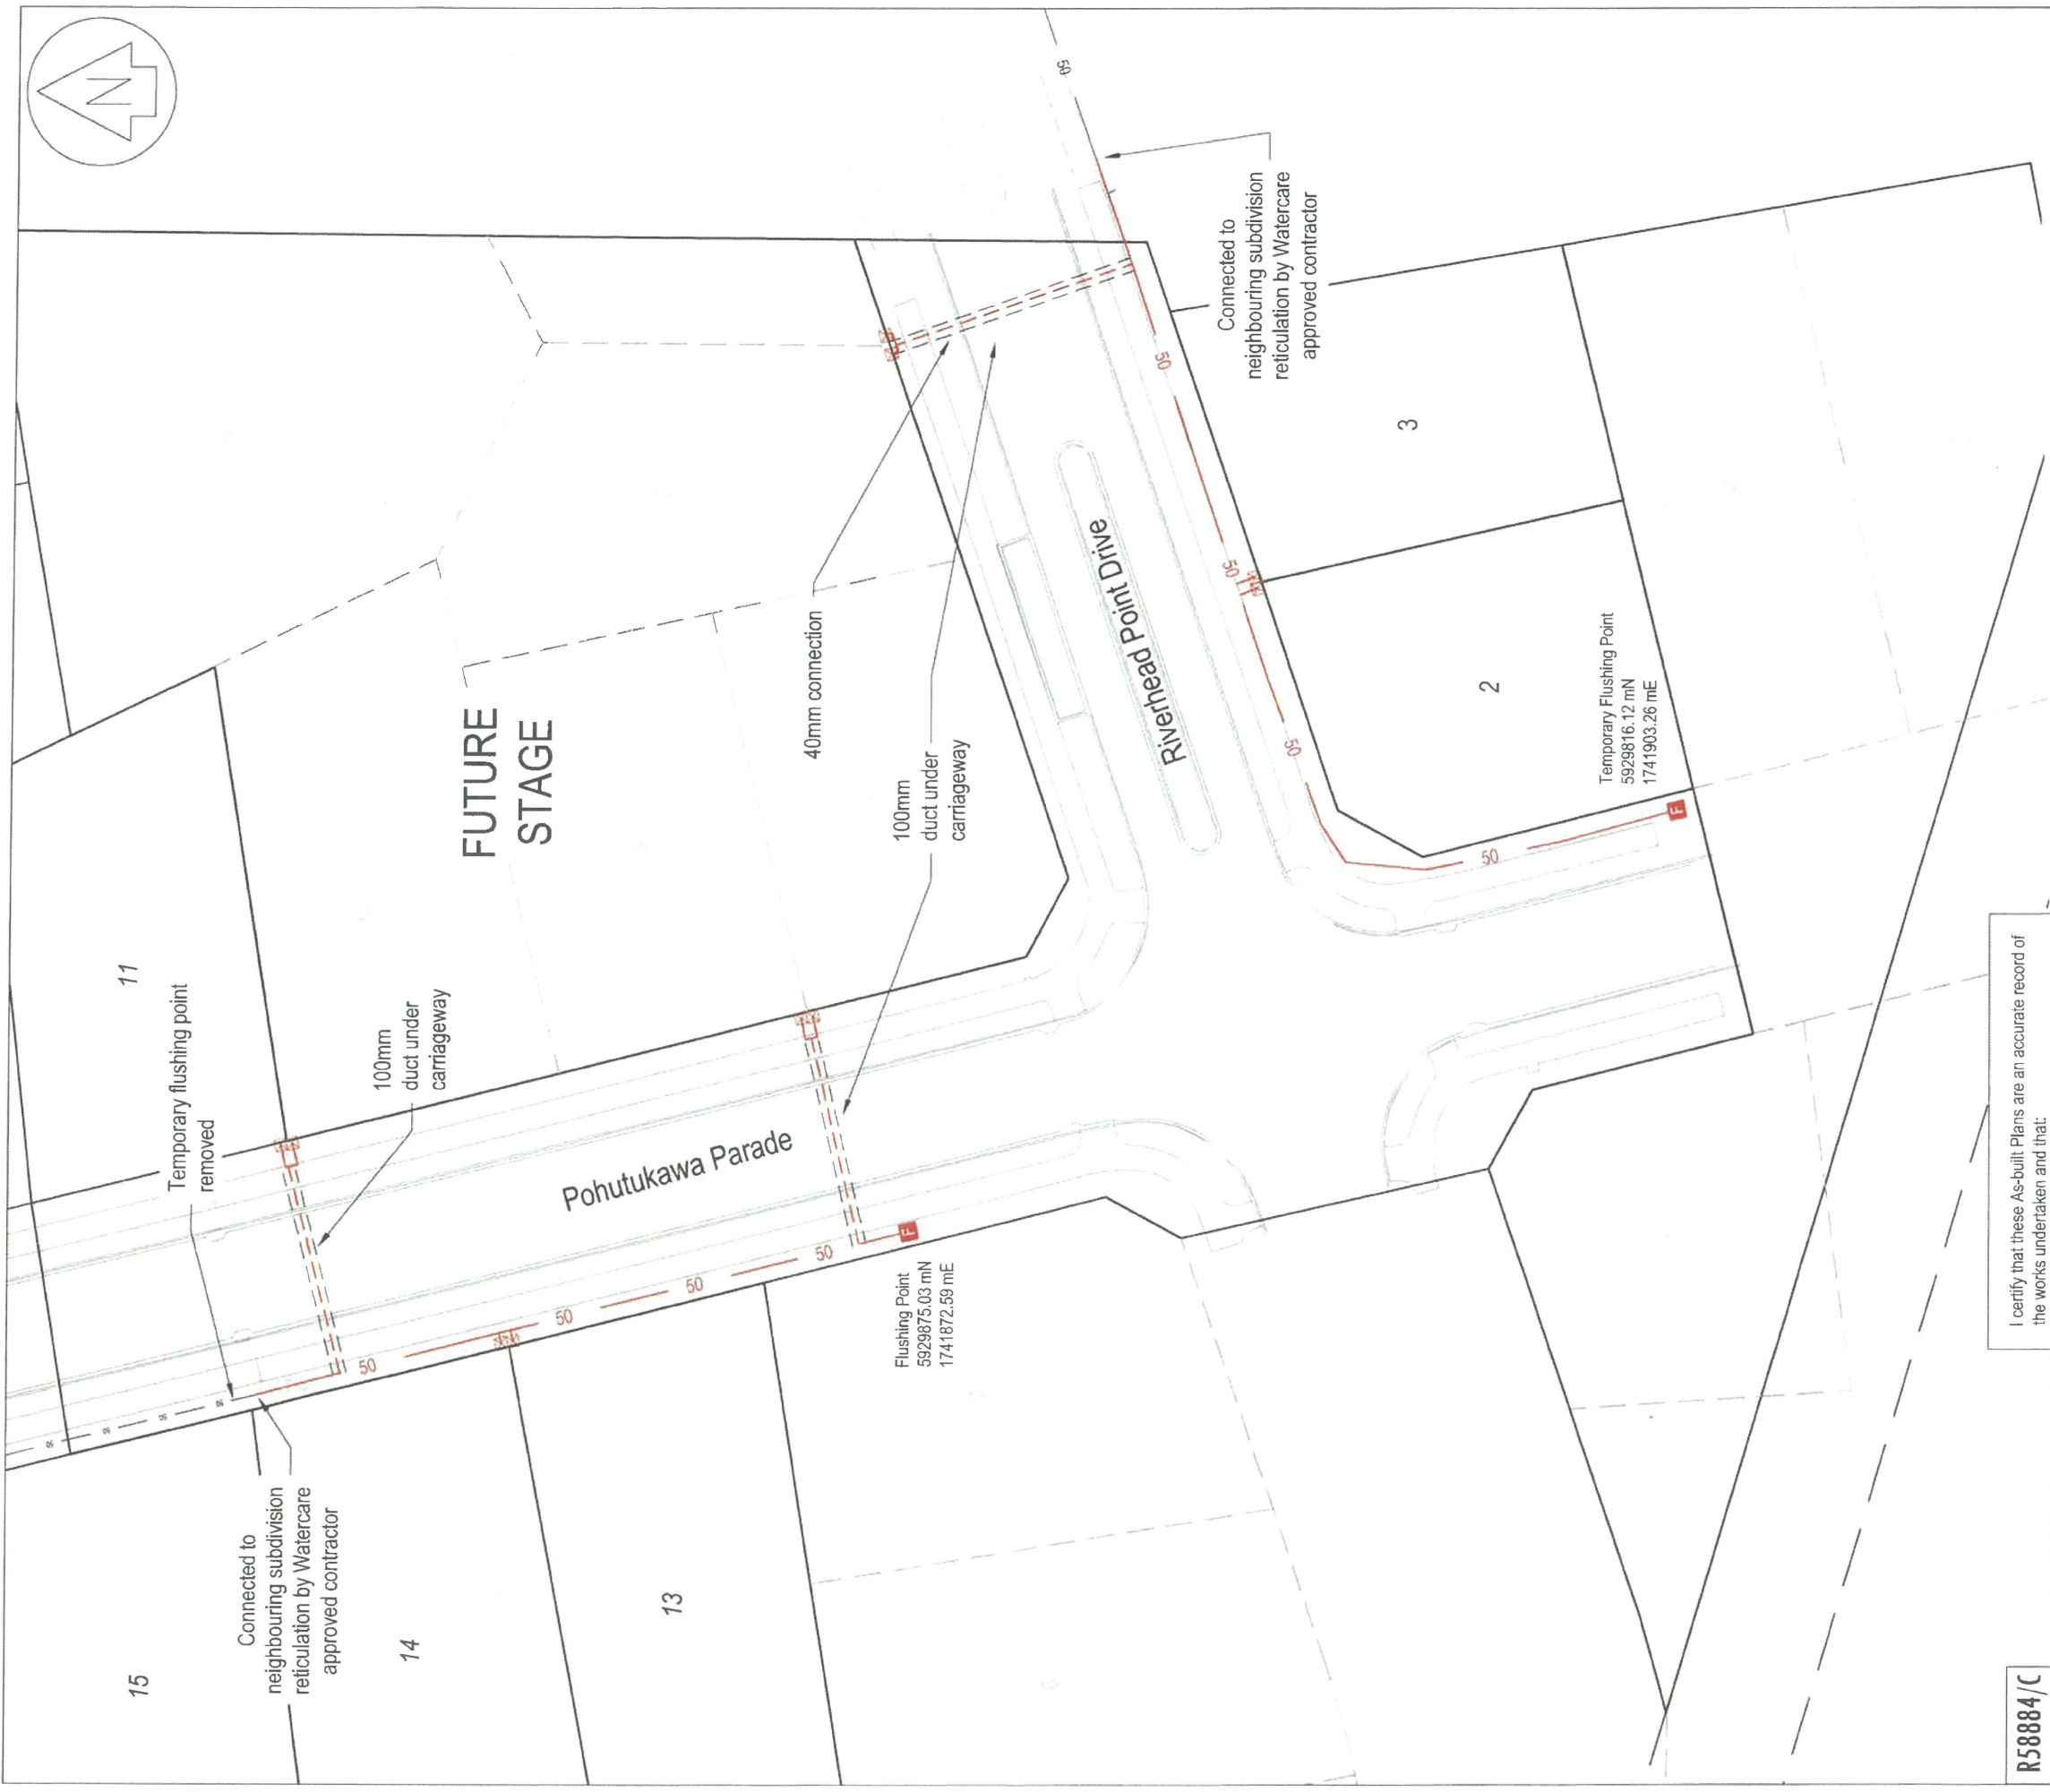 N
50
15
Connected to
neighbouring subdivision
reticulation by Watercare
approved contractor
14
13
11
Temporary flushing point
removed
100mm
duct under
carriageway
50
50
50
50
Pohutukawa Parade
Flushing Point
5929875.03 mN
1741872.59 mE
F
FUTURE
STAGE
40mm connection
100mm
duct under
carriageway
Riverhead Point Drive
Connected to
neighbouring subdivision
reticulation by Watercare
approved contractor
50
50
50
50
3
2
Temporary Flushing Point
5929816.12 mN
1741903.26 mE
F
I certify that these As-built Plans are an accurate record of
the works undertaken and that:
R58884/C